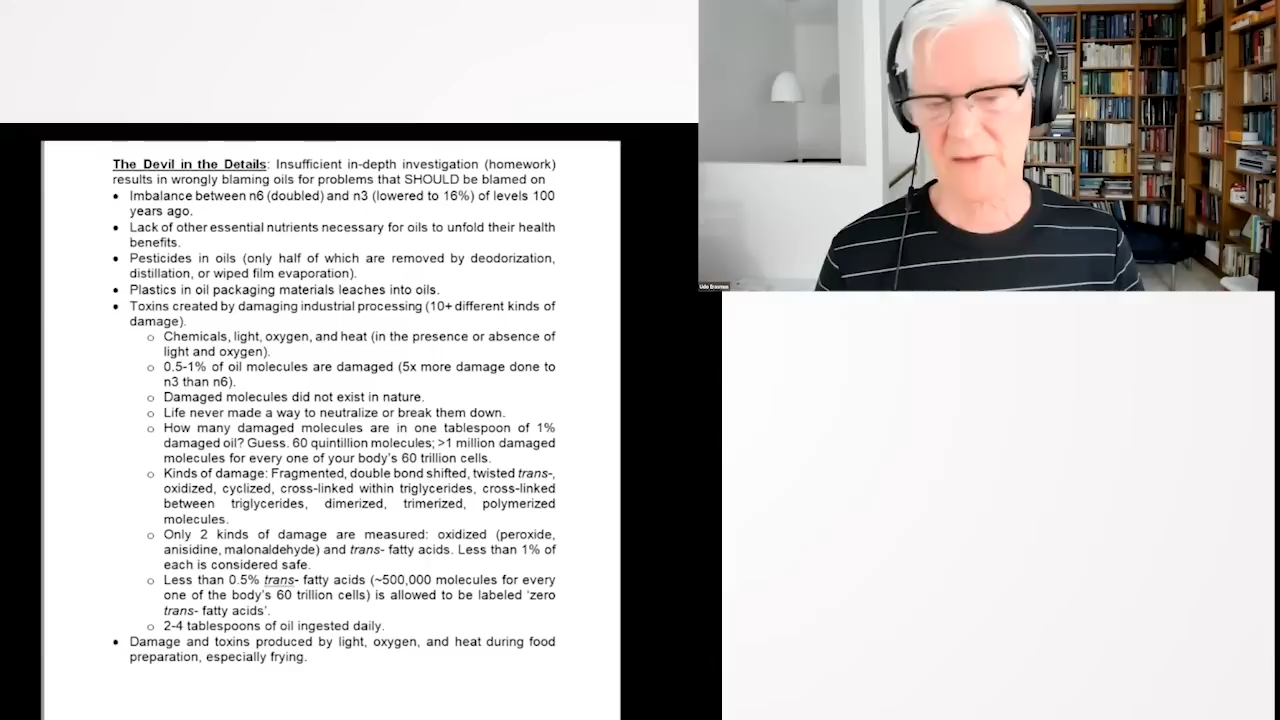 The Devil in the Details: Insufficient in-depth investigation (homework)
results in wrongly blaming oils for problems that SHOULD be blamed on
• Imbalance between n6 (doubled) and n3 (lowered to 16%) of levels 100
years ago.
• Lack of other essential nutrients necessary for oils to unfold their health
benefits.
• Pesticides in oils (only half of which are removed by deodorization,
distillation, or wiped film evaporation).
• Plastics in oil packaging materials leaches into oils.
• Toxins created by damaging industrial processing (10+ different kinds of
damage).
o Chemicals, light, oxygen, and heat (in the presence or absence of
light and oxygen).
o 0.5-1% of oil molecules are damaged (5x more damage done to
n3 than n6).
o Damaged molecules did not exist in nature.
o Life never made a way to neutralize or break them down.
o How many damaged molecules are in one tablespoon of 1%
damaged oil? Guess. 60 quintillion molecules; >1 million damaged
molecules for every one of your body's 60 trillion cells.
o Kinds of damage: Fragmented, double bond shifted, twisted trans-,
oxidized, cyclized, cross-linked within triglycerides, cross-linked
between triglycerides, dimerized, trimerized, polymerized
molecules.
o Only 2 kinds of damage are measured: oxidized (peroxide,
anisidine, malonaldehyde) and trans- fatty acids. Less than 1% of
each is considered safe.
o Less than 0.5% trans- fatty acids (~500,000 molecules for every
one of the body's 60 trillion cells) is allowed to be labeled 'zero
trans- fatty acids'.
o 2-4 tablespoons of oil ingested daily.
• Damage and toxins produced by light, oxygen, and heat during food
preparation, especially frying.
Udo Erasmus